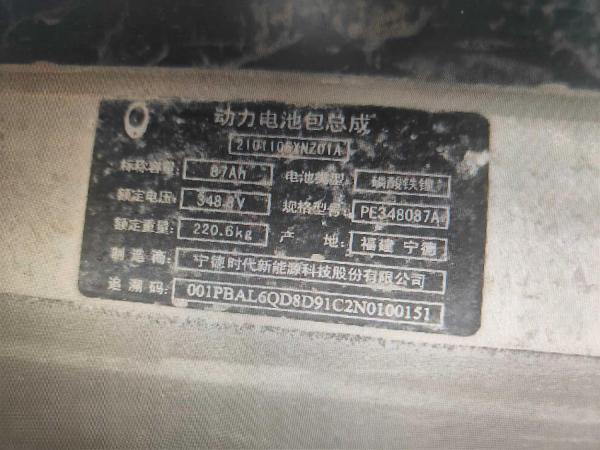 动力电池包总成
2101106XNZ01A
标称容量: 87Ah 电池类型: 磷酸铁锂
额定电压: 348.8V 规格型号: PE348087A
额定重量: 220.6kg 产 地: 福建 宁德
制造商: 宁德时代新能源科技股份有限公司
追溯码: 001PBAL6QD8D91C2N0100151